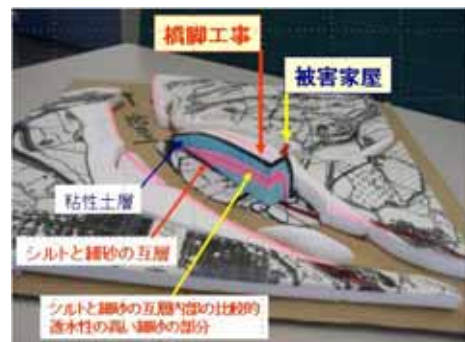 橋脚工事
被害家屋
粘性土層
シルトと細砂の互層
シルトと細砂の互層内部の比較的
透水性の高い細砂の部分